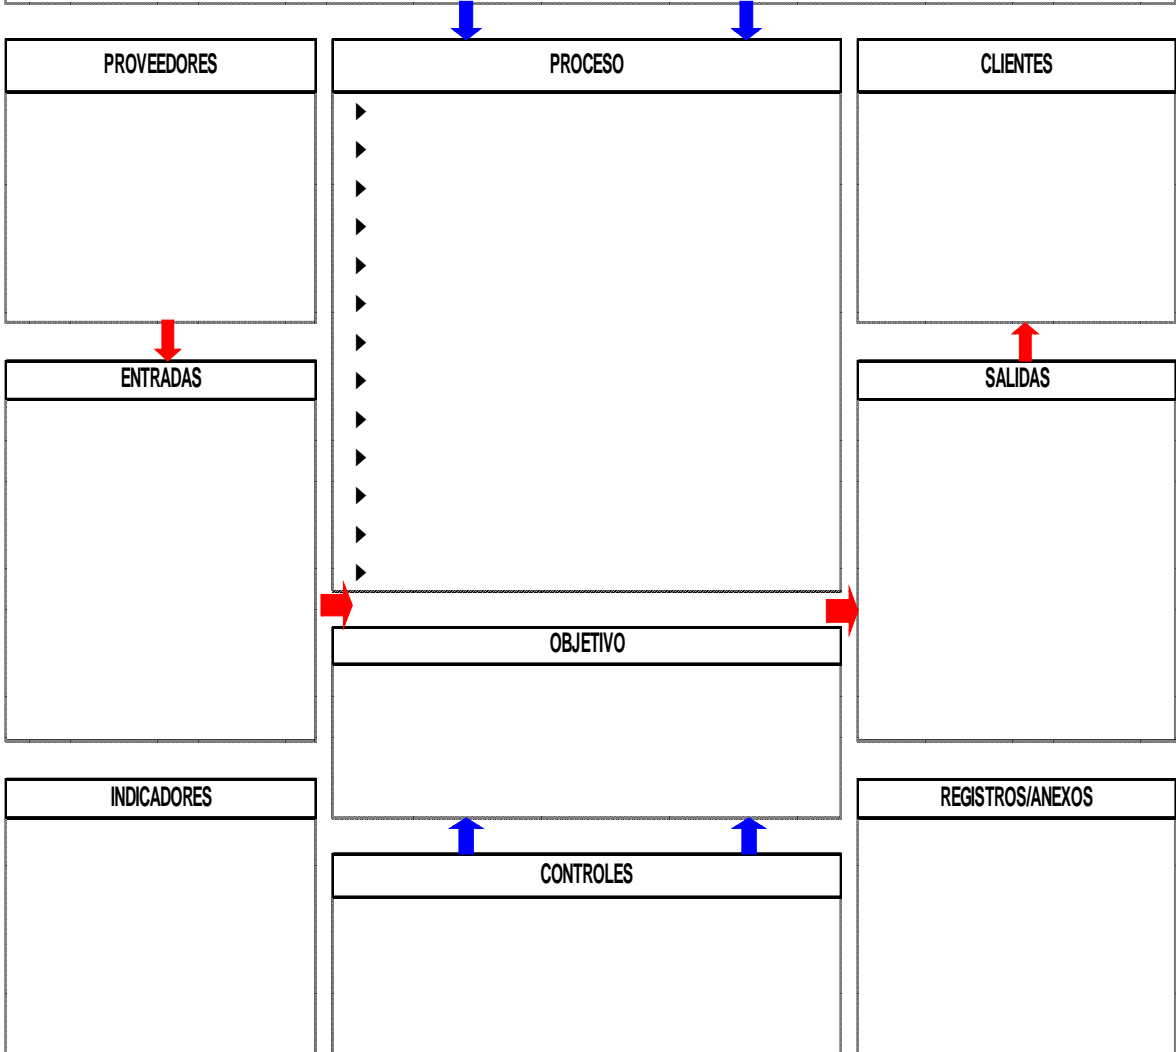 PROVEEDORES
PROCESO
CLIENTES
ENTRADAS
SALIDAS
OBJETIVO
INDICADORES
REGISTROS/ANEXOS
CONTROLES